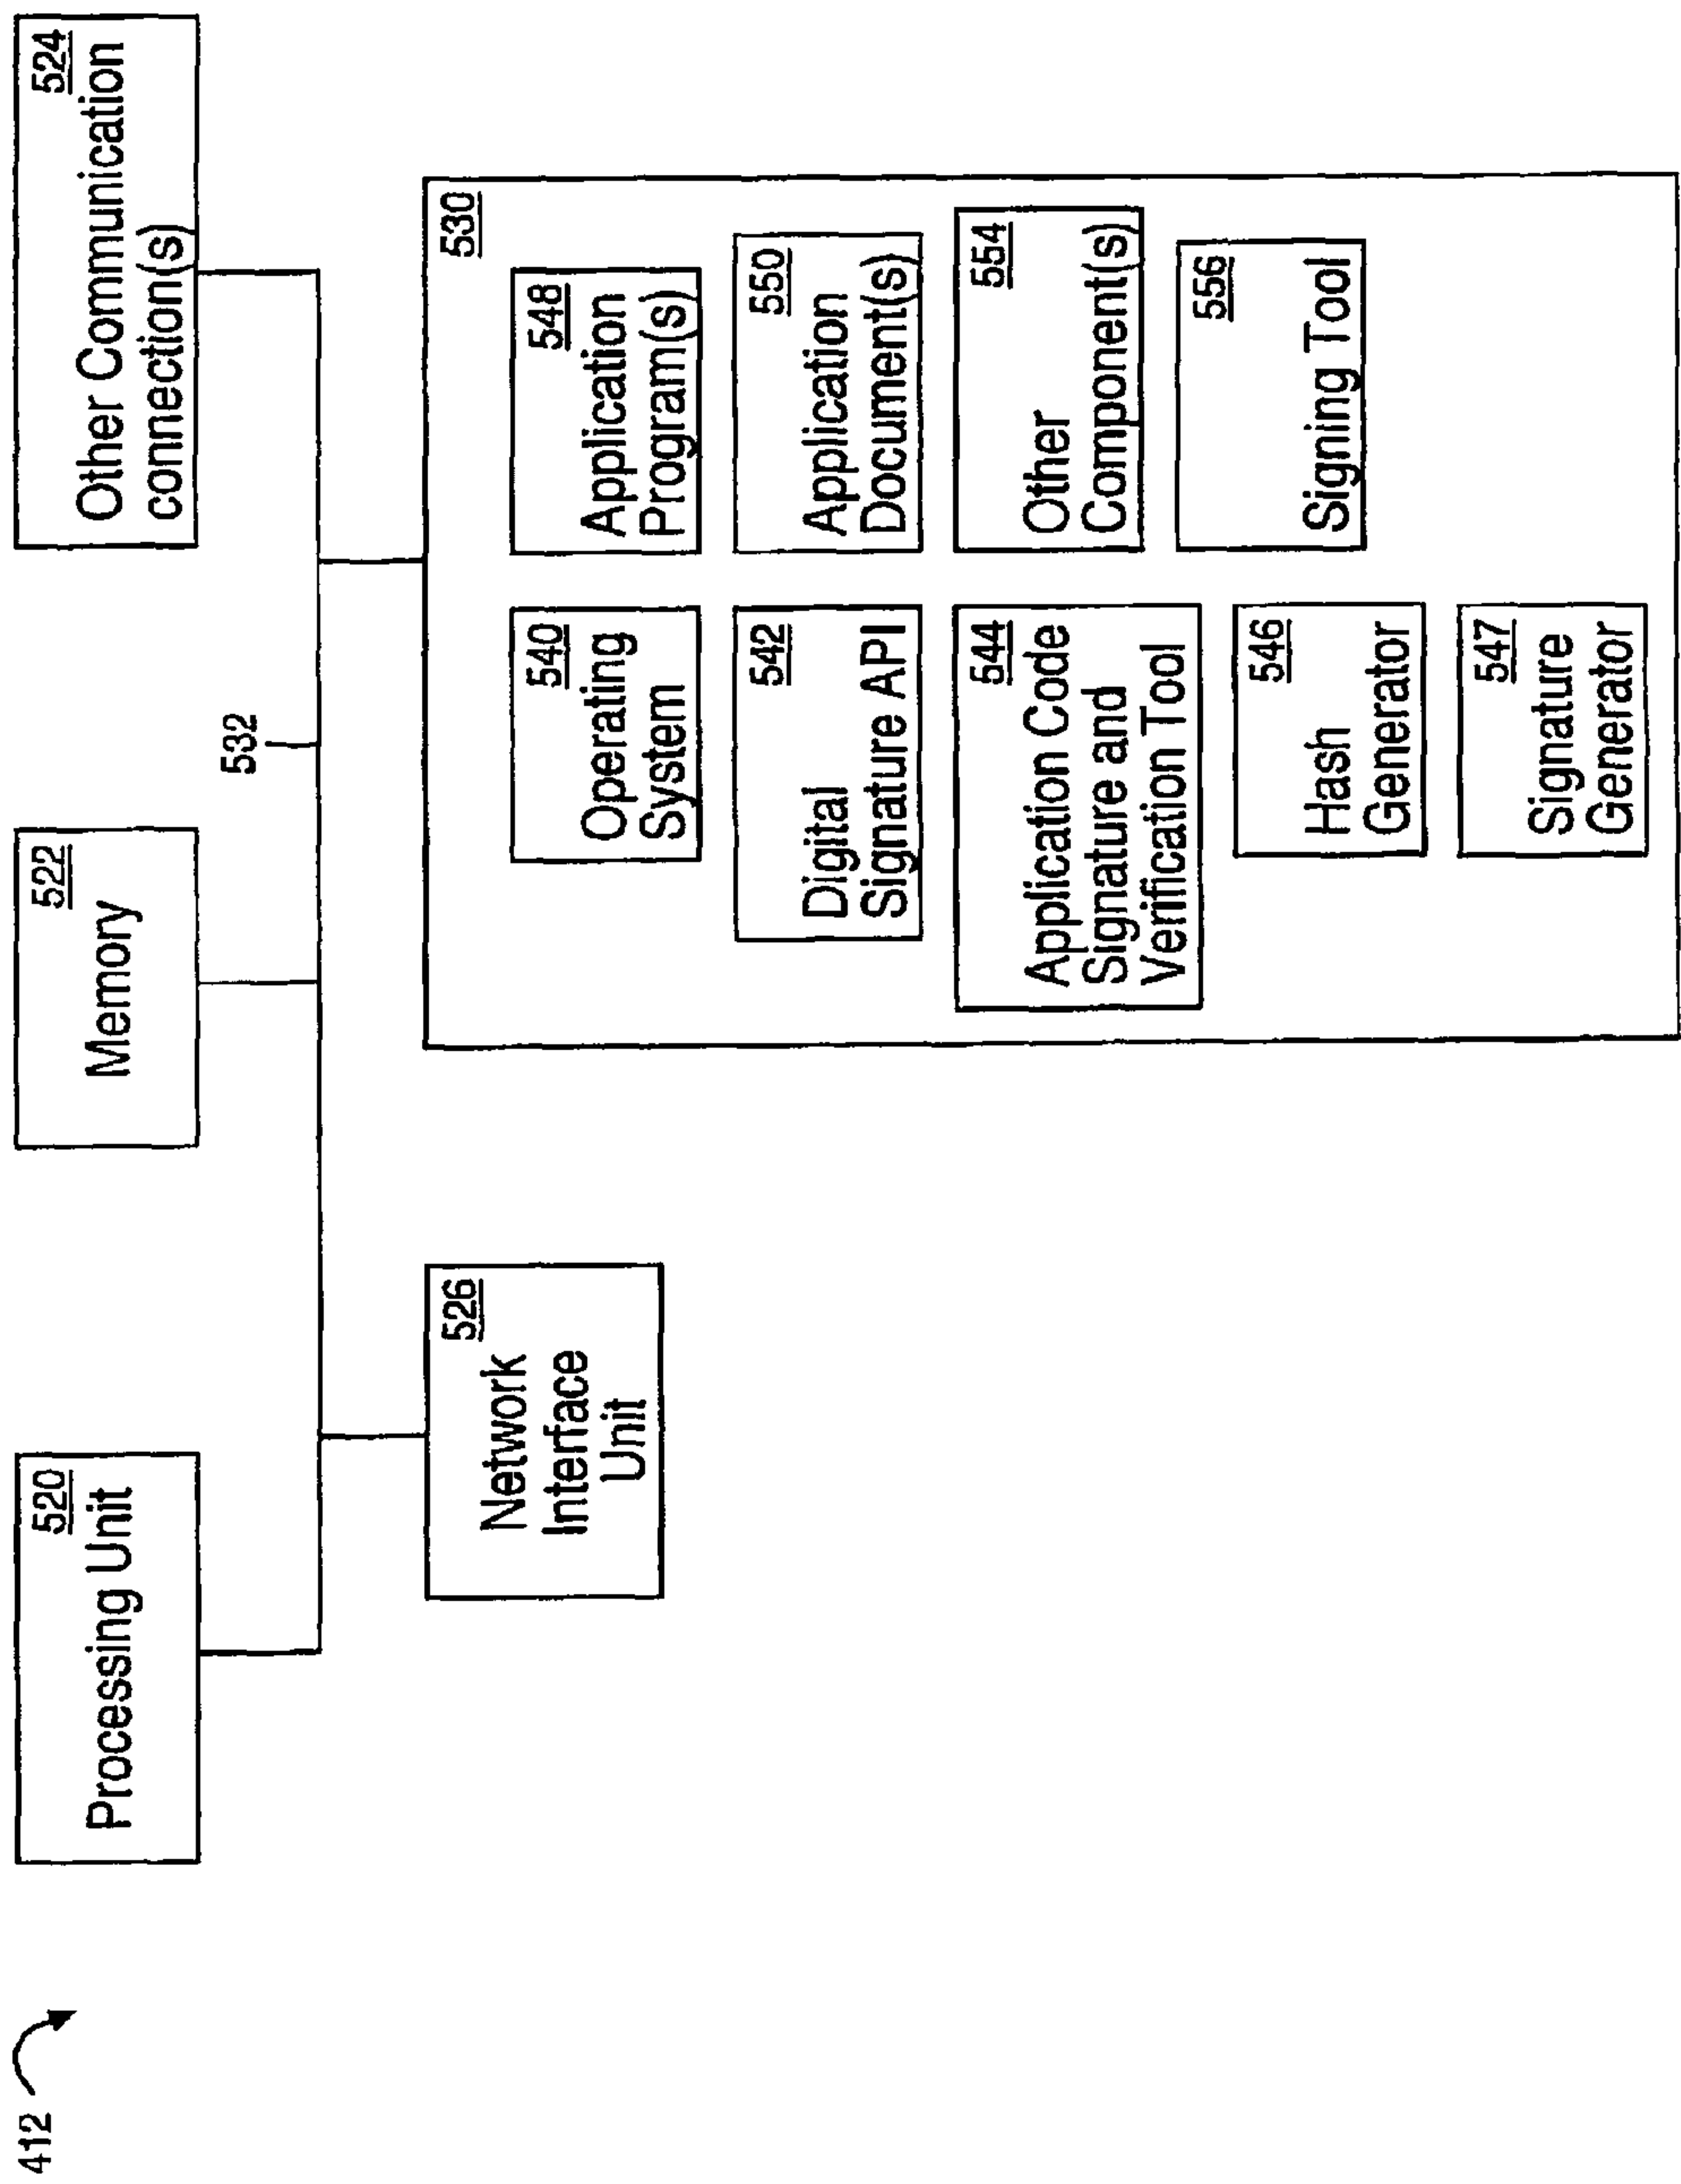 412
520
Processing Unit
522
Memory
524
Other Communication
connection(s)
532
526
Network
Interface
Unit
530
540
Operating
System
548
Application
Program(s)
542
Digital
Signature API
550
Application
Document(s)
544
Application Code
Signature and
Verification Tool
554
Other
Component(s)
546
Hash
Generator
556
Signing Tool
547
Signature
Generator